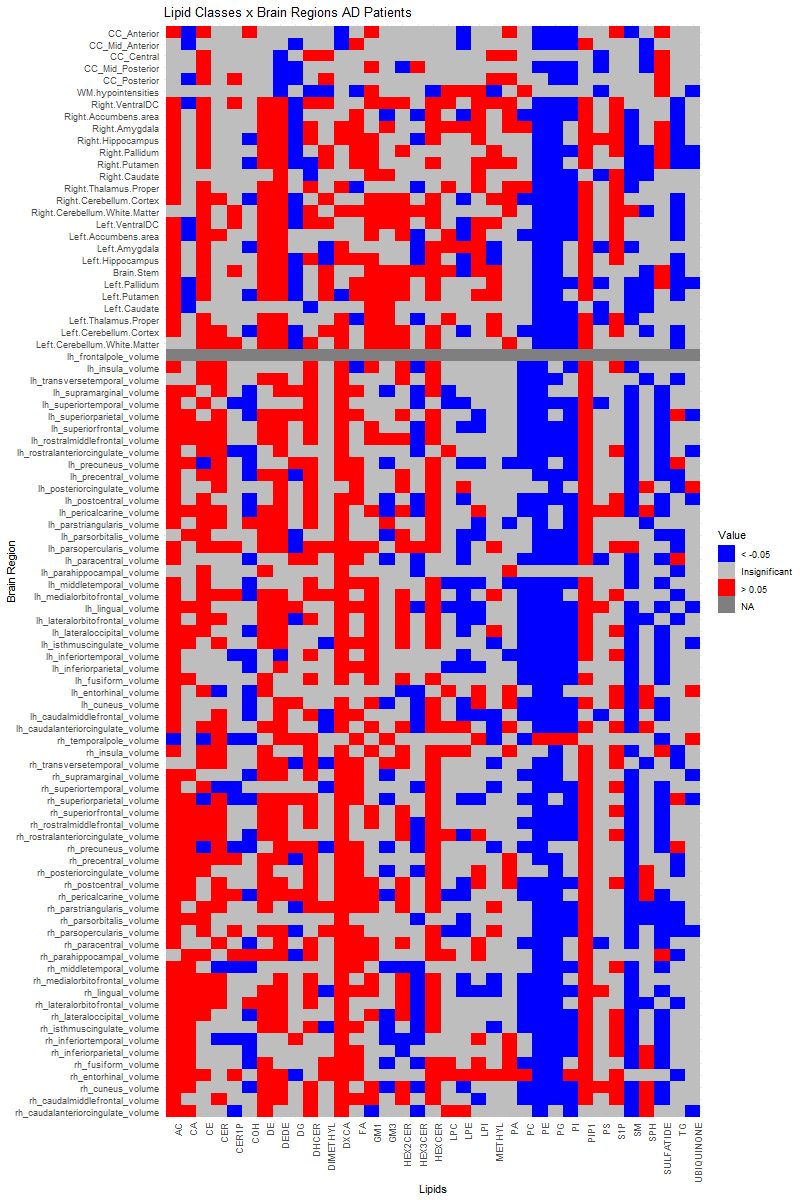 Lipid Classes x Brain Regions AD Patients
CC_Anterior
CC_Mid_Anterior
CC_Central
CC_Mid_Posterior
CC_Posterior
WM.hypointensities
Right.VentralDC
Right.Accumbens.area
Right.Amygdala
Right.Hippocampus
Right.Pallidum
Right.Putamen
Right.Caudate
Right.Thalamus.Proper
Right.Cerebellum.Cortex
Right.Cerebellum.White.Matter
Left.VentralDC
Left.Accumbens.area
Left.Amygdala
Left.Hippocampus
Brain.Stem
Left.Pallidum
Left.Putamen
Left.Caudate
Left.Thalamus.Proper
Left.Cerebellum.Cortex
Left.Cerebellum.White.Matter
lh_frontalpole_volume
lh_insula_volume
lh_transversetemporal_volume
lh_supramarginal_volume
lh_superiortemporal_volume
lh_superiorparietal_volume
lh_superiorfrontal_volume
lh_rostralmiddlefrontal_volume
lh_rostralanteriorcingulate_volume
lh_precuneus_volume
lh_precentral_volume
lh_posteriorcingulate_volume
lh_postcentral_volume
lh_pericalcarine_volume
lh_parstriangularis_volume
lh_parsorbitalis_volume
lh_parsopercularis_volume
lh_paracentral_volume
lh_parahippocampal_volume
lh_middletemporal_volume
lh_medialorbitofrontal_volume
lh_lingual_volume
lh_lateralorbitofrontal_volume
lh_lateraloccipital_volume
lh_isthmuscingulate_volume
lh_inferiortemporal_volume
lh_inferiorparietal_volume
lh_fusiform_volume
lh_entorhinal_volume
lh_cuneus_volume
lh_caudalmiddlefrontal_volume
lh_caudalanteriorcingulate_volume
rh_temporalpole_volume
rh_insula_volume
rh_transversetemporal_volume
rh_supramarginal_volume
rh_superiortemporal_volume
rh_superiorparietal_volume
rh_superiorfrontal_volume
rh_rostralmiddlefrontal_volume
rh_rostralanteriorcingulate_volume
rh_precuneus_volume
rh_precentral_volume
rh_posteriorcingulate_volume
rh_postcentral_volume
rh_pericalcarine_volume
rh_parstriangularis_volume
rh_parsorbitalis_volume
rh_parsopercularis_volume
rh_paracentral_volume
rh_parahippocampal_volume
rh_middletemporal_volume
rh_medialorbitofrontal_volume
rh_lingual_volume
rh_lateralorbitofrontal_volume
rh_lateraloccipital_volume
rh_isthmuscingulate_volume
rh_inferiortemporal_volume
rh_inferiorparietal_volume
rh_fusiform_volume
rh_entorhinal_volume
rh_cuneus_volume
rh_caudalmiddlefrontal_volume
rh_caudalanteriorcingulate_volume
Brain Region
AC
CA
CE
CER
CER1P
COH
DE
DEDE
DG
DHCER
DIMETHYL
DXCA
FA
GM1
GM3
HEX2CER
HEX3CER
HEXCER
LPC
LPE
LPI
METHYL
PA
PC
PE
PG
PI
PIP1
PS
S1P
SM
SPH
SULFATIDE
TG
UBIQUINONE
Lipids
Value
< -0.05
Insignificant
> 0.05
NA